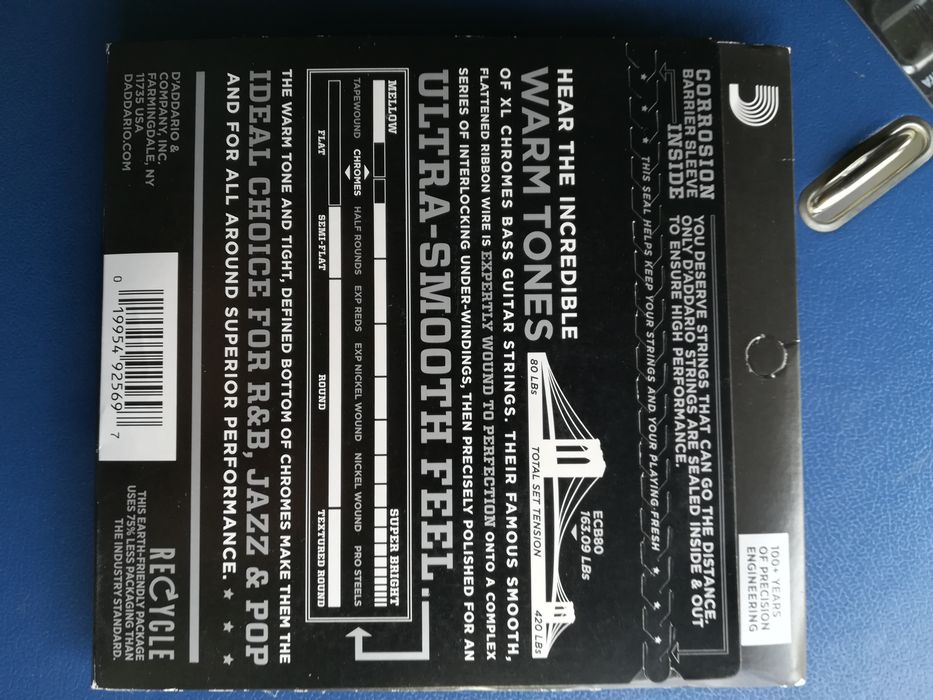 100+ YEARS
OF PRECISION
ENGINEERING
CORROSION
BARRIER SLEEVE
INSIDE
YOU DESERVE STRINGS THAT CAN GO THE DISTANCE.
ONLY D'ADDARIO STRINGS ARE SEALED INSIDE & OUT
TO ENSURE HIGH PERFORMANCE.
THIS SEAL HELPS KEEP YOUR STRINGS AND YOUR PLAYING FRESH
HEAR THE INCREDIBLE
WARM TONES
ECB80
163.09 LBs
80 LBs
TOTAL SET TENSION
420 LBs
OF XL CHROMES BASS GUITAR STRINGS. THEIR FAMOUS SMOOTH,
FLATTENED RIBBON WIRE IS EXPERTLY WOUND TO PERFECTION ONTO A COMPLEX
SERIES OF INTERLOCKING UNDER-WINDINGS, THEN PRECISELY POLISHED FOR AN
ULTRA-SMOOTH FEEL.
MELLOW
SUPER BRIGHT
TAPEWOUND
CHROMES
HALF ROUNDS
EXP REDS
EXP NICKEL WOUND
NICKEL WOUND
PRO STEELS
FLAT
SEMI-FLAT
ROUND
TEXTURED ROUND
THE WARM TONE AND TIGHT, DEFINED BOTTOM OF CHROMES MAKE THEM THE
IDEAL CHOICE FOR R&B, JAZZ & POP
AND FOR ALL AROUND SUPERIOR PERFORMANCE.
D'ADDARIO &
COMPANY, INC.
FARMINGDALE, NY
11735 USA
DADDARIO.COM
0 19954 92569 7
RECYCLE
THIS EARTH-FRIENDLY PACKAGE
USES 75% LESS PACKAGING THAN
THE INDUSTRY STANDARD.